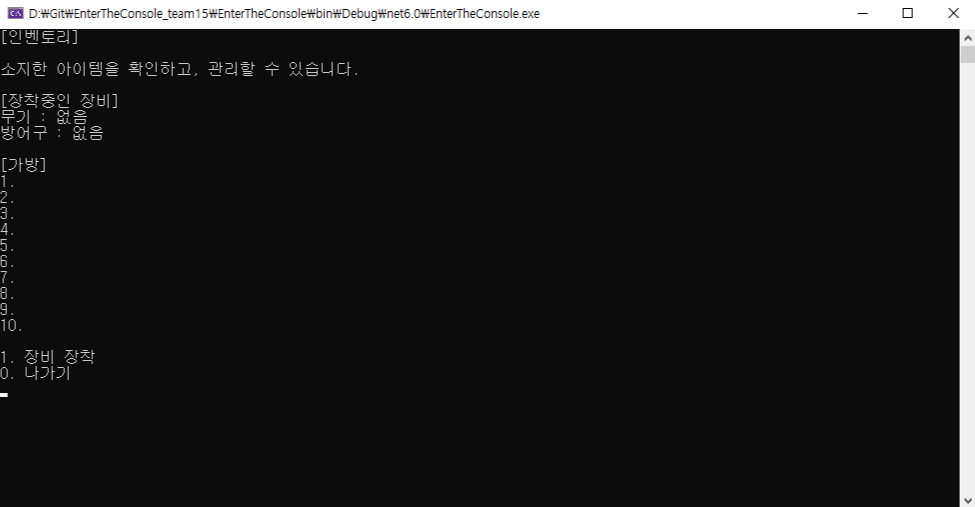 D:₩Git₩EnterTheConsole_team15₩EnterTheConsole₩bin₩Debug₩net6.0₩EnterTheConsole.exe
[인벤토리]
소지한 아이템을 확인하고, 관리할 수 있습니다.
[장착중인 장비]
무기 : 없음
방어구 : 없음
[가방]
1.
2.
3.
4.
5.
6.
7.
8.
9.
10.
1. 장비 장착
0. 나가기